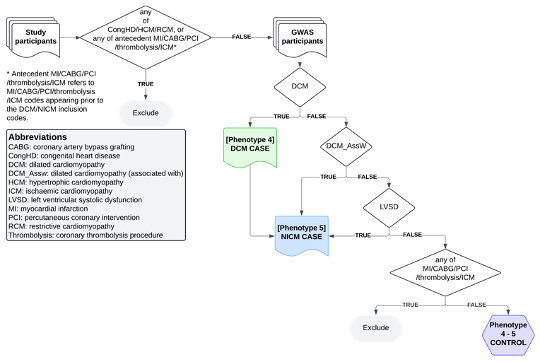 Study
participants
any
of
CongHD/HCM/RCM, or
any of antecedent MI/CABG/PCI
/thrombolysis/ICM*
FALSE
GWAS
participants
TRUE
Exclude
* Antecedent MI/CABG/PCI
/thrombolysis/ICM refers to
MI/CABG/PCI/thrombolysis
/ICM codes appearing prior to
the DCM/NICM inclusion
codes.
Abbreviations
CABG: coronary artery bypass grafting
CongHD: congenital heart disease
DCM: dilated cardiomyopathy
DCM_Assw: dilated cardiomyopathy (associated with)
HCM: hypertrophic cardiomyopathy
ICM: ischaemic cardiomyopathy
LVSD: left ventricular systolic dysfunction
MI: myocardial infarction
PCI: percutaneous coronary intervention
RCM: restrictive cardiomyopathy
Thrombolysis: coronary thrombolysis procedure
DCM
TRUE
FALSE
[Phenotype 4]
DCM CASE
DCM_AssW
TRUE
FALSE
LVSD
TRUE
FALSE
[Phenotype 5]
NICM CASE
any of
MI/CABG/PCI
/thrombolysis/ICM
TRUE
FALSE
Exclude
Phenotype
4 - 5
CONTROL